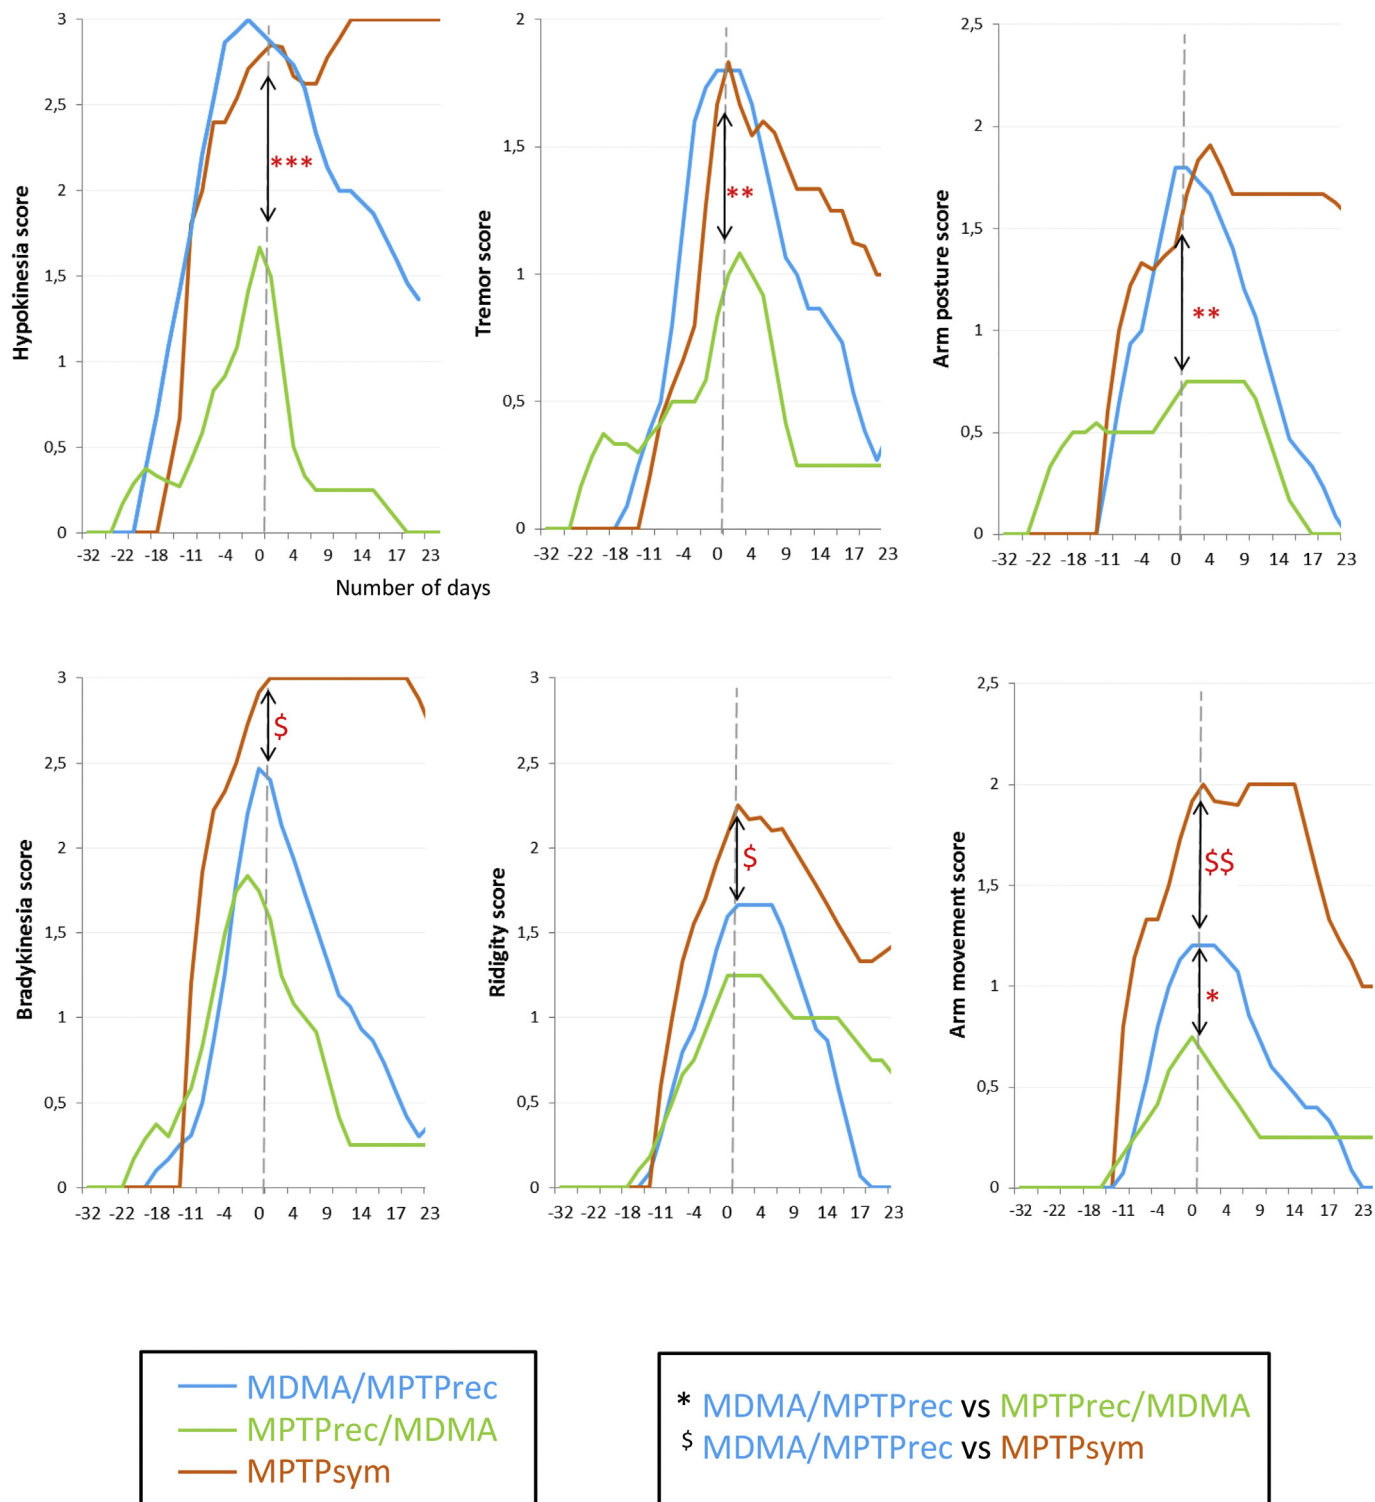 3
2,5
2
1,5
1
0,5
0
Hypokinesia score
***
-32 -22 -18 -11 -4 0 4 9 14 17 23
2
1,5
1
0,5
0
Tremor score
**
-32 -22 -18 -11 -4 0 4 9 14 17 23
2,5
2
1,5
1
0,5
0
Arm posture score
**
-32 -22 -18 -11 -4 0 4 9 14 17 23
Number of days
3
2,5
2
1,5
1
0,5
0
Bradykinesia score
$
-32 -22 -18 -11 -4 0 4 9 14 17 23
3
2,5
2
1,5
1
0,5
0
Ridigity score
$
-32 -22 -18 -11 -4 0 4 9 14 17 23
2,5
2
1,5
1
0,5
0
Arm movement score
$$
*
-32 -22 -18 -11 -4 0 4 9 14 17 23
MDMA/MPTPrec
MPTPrec/MDMA
MPTPsym
* MDMA/MPTPrec vs MPTPrec/MDMA
$ MDMA/MPTPrec vs MPTPsym